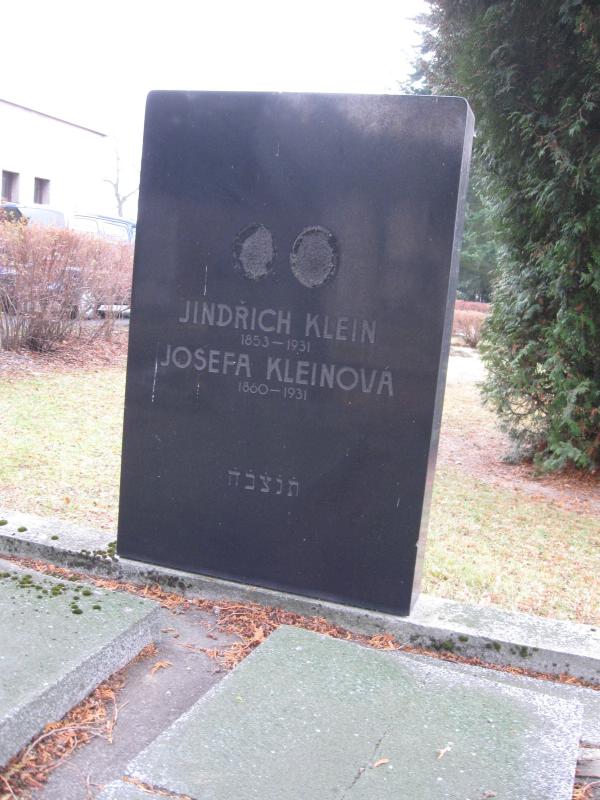 JINDŘICH KLEIN
1853–1931
JOSEFA KLEINOVÁ
1860–1931
תנצבה